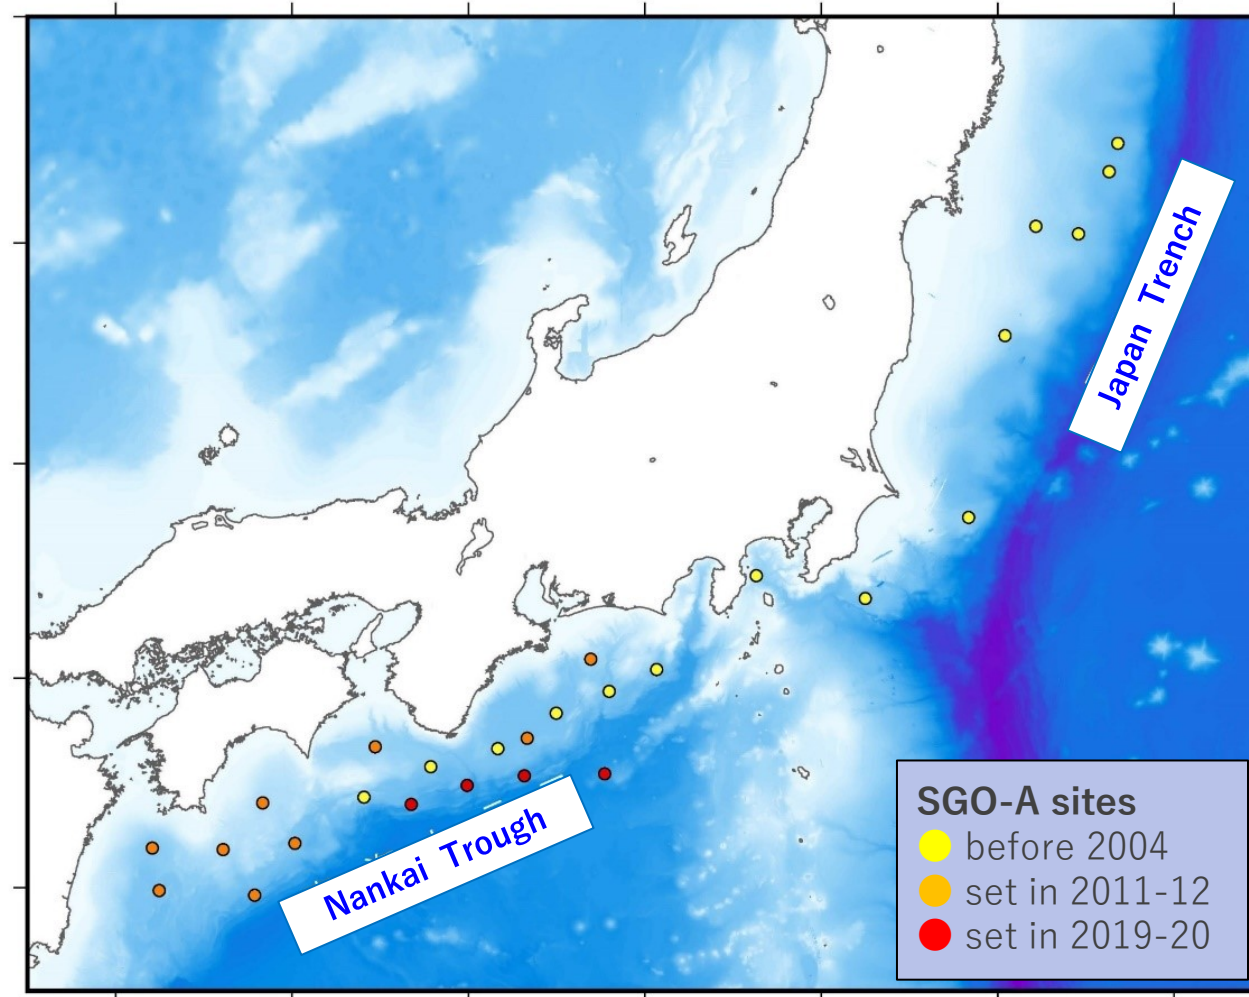 Japan Trench
Nankai Trough
SGO-A sites
before 2004
set in 2011-12
set in 2019-20